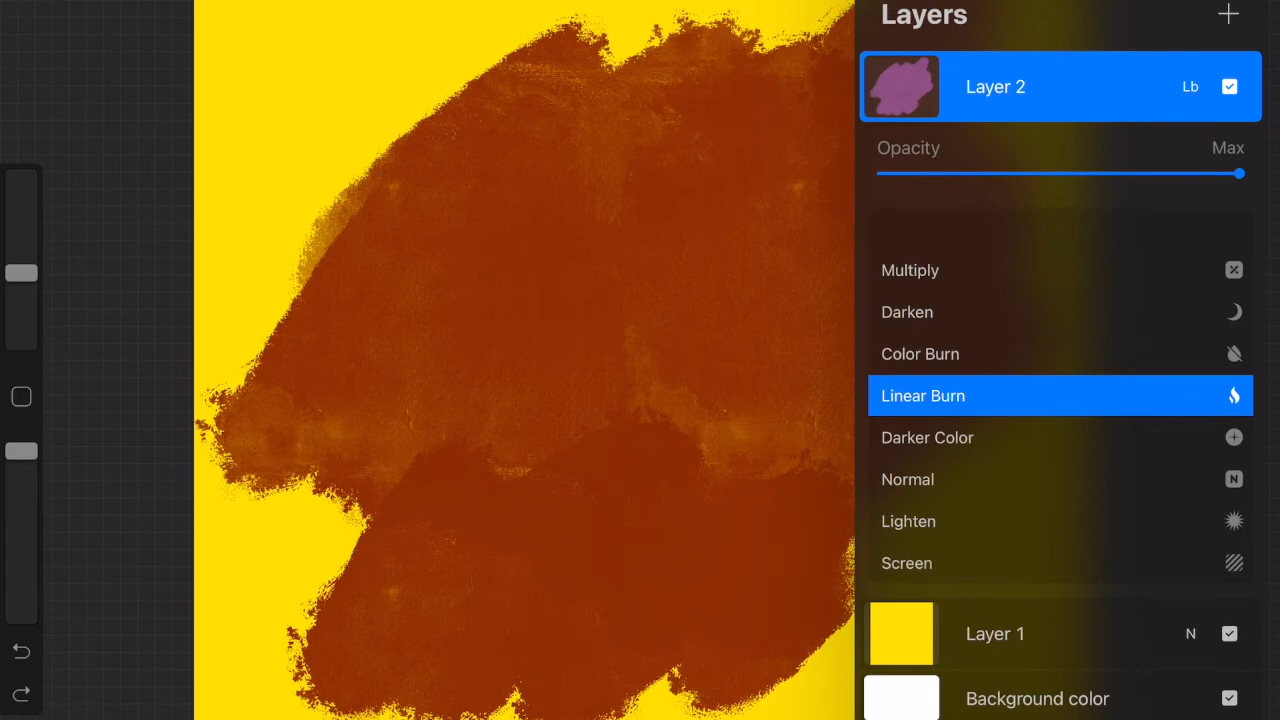 Layers
Layer 2 Lb
Opacity Max
Multiply
Darken
Color Burn
Linear Burn
Darker Color
Normal N
Lighten
Screen
Layer 1 N
Background color